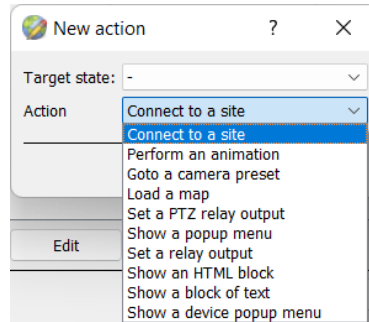 New action ?
Target state: -
Action Connect to a site
Connect to a site
Perform an animation
Goto a camera preset
Load a map
Set a PTZ relay output
Show a popup menu
Edit
Set a relay output
Show an HTML block
Show a block of text
Show a device popup menu